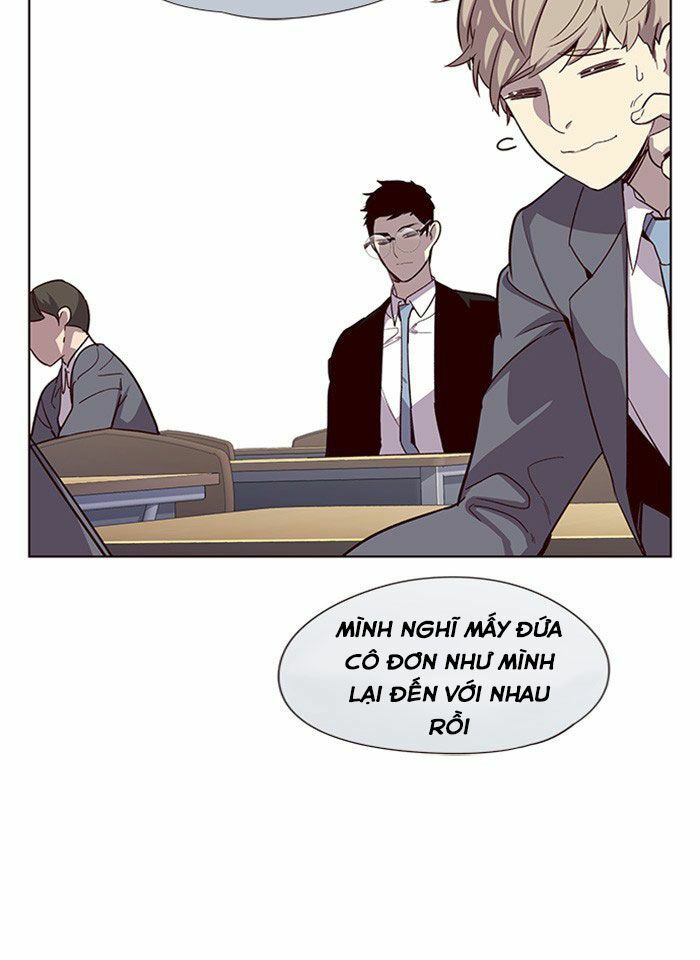 MÌNH NGHĨ MẤY ĐỨA
CÔ ĐƠN NHƯ MÌNH
LẠI ĐẾN VỚI NHAU
RỒI